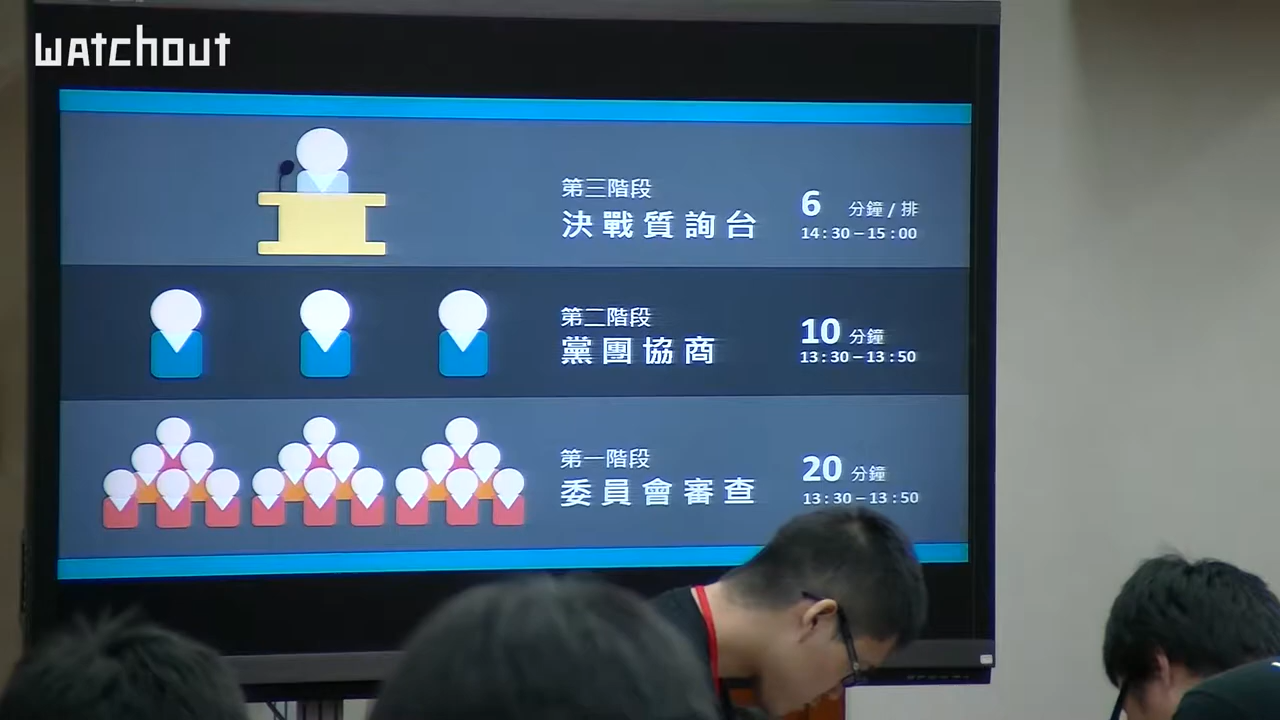 watchout
第三階段
決戰質詢台
6 分鐘 / 排
14:30－15:00
第二階段
黨團協商
10 分鐘
13:30－13:50
第一階段
委員會審查
20 分鐘
13:30－13:50